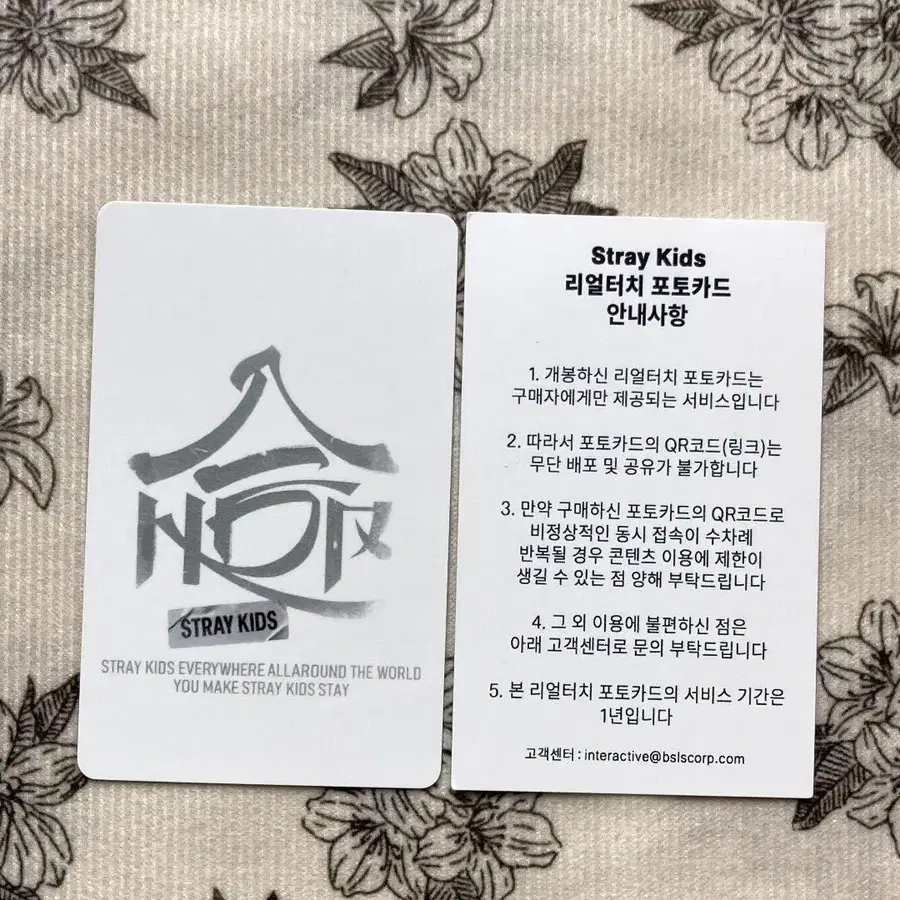 STRAY KIDS
STRAY KIDS EVERYWHERE ALL AROUND THE WORLD
YOU MAKE STRAY KIDS STAY
Stray Kids
리얼터치 포토카드
안내사항
1. 개봉하신 리얼터치 포토카드는
구매자에게만 제공되는 서비스입니다
2. 따라서 포토카드의 QR코드(링크)는
무단 배포 및 공유가 불가합니다
3. 만약 구매하신 포토카드의 QR코드로
비정상적인 동시 접속이 수차례
반복될 경우 콘텐츠 이용에 제한이
생길 수 있는 점 양해 부탁드립니다
4. 그 외 이용에 불편하신 점은
아래 고객센터로 문의 부탁드립니다
5. 본 리얼터치 포토카드의 서비스 기간은
1년입니다
고객센터 : interactive@bslscorp.com